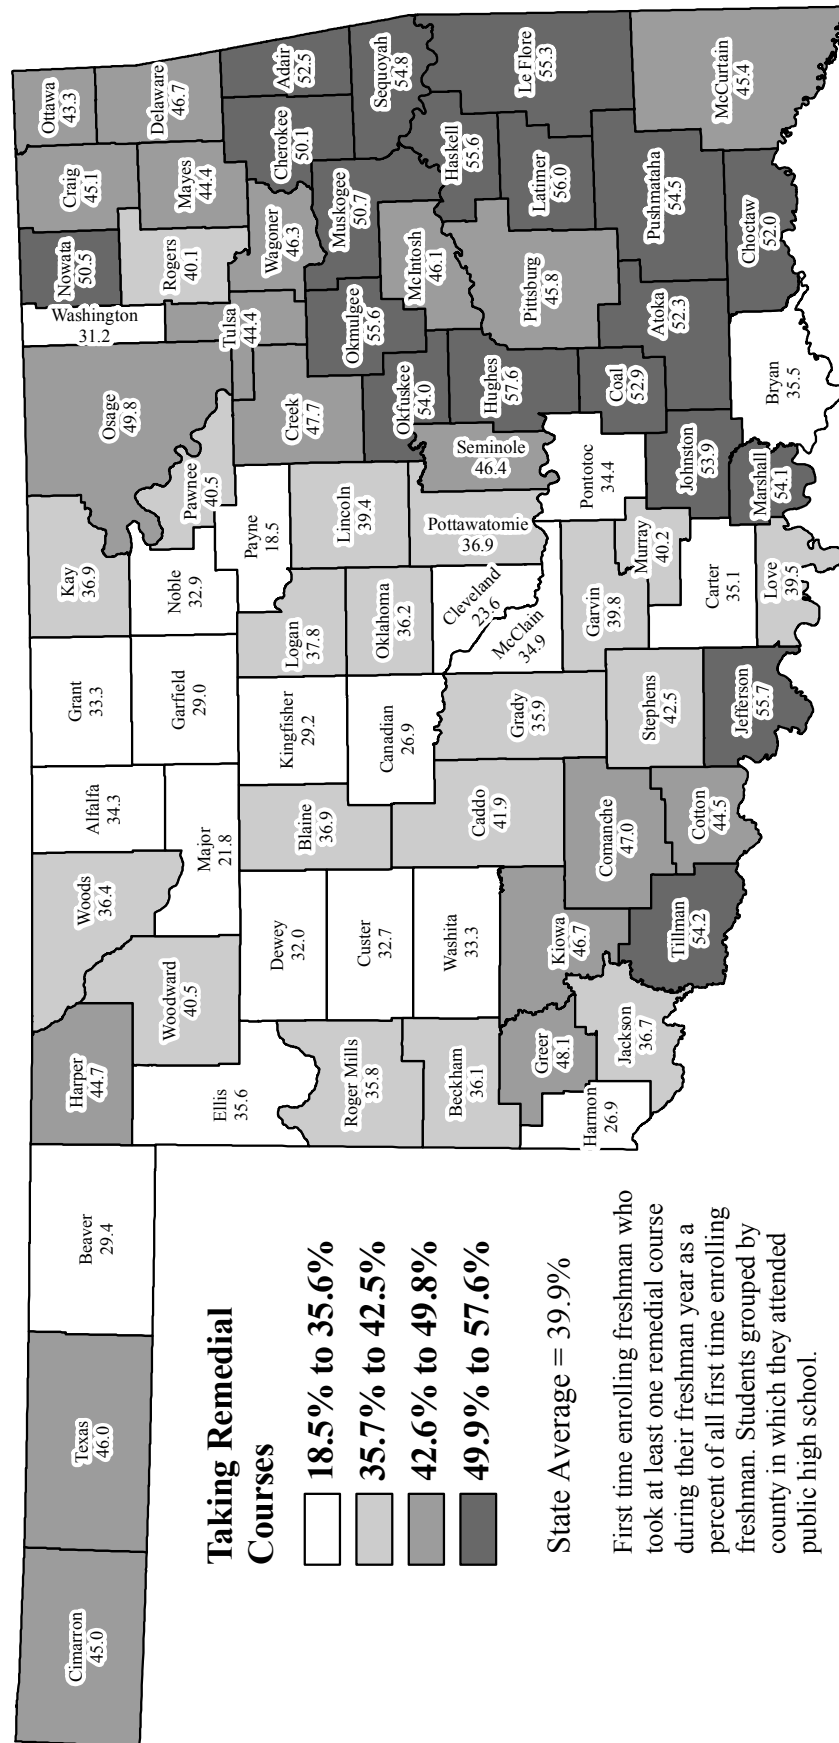 Cimarron
45.0
Texas
46.0
Beaver
29.4
Harper
44.7
Woods
36.4
Alfalfa
34.3
Grant
33.3
Kay
36.9
Osage
49.8
Washington
31.2
Nowata
50.5
Craig
45.1
Ottawa
43.3
Ellis
35.6
Woodward
40.5
Major
21.8
Garfield
29.0
Noble
32.9
Pawnee
40.5
Rogers
40.1
Mayes
44.4
Delaware
46.7
Tulsa
44.4
Roger Mills
35.8
Dewey
32.0
Blaine
36.9
Kingfisher
29.2
Logan
37.8
Payne
18.5
Creek
47.7
Wagoner
46.3
Cherokee
50.1
Adair
52.5
Custer
32.7
Canadian
26.9
Oklahoma
36.2
Lincoln
39.4
Okmulgee
55.6
Muskogee
50.7
Sequoyah
54.8
Okfuskee
54.0
McIntosh
46.1
Beckham
36.1
Washita
33.3
Caddo
41.9
Grady
35.9
Cleveland
23.6
McClain
34.9
Pottawatomie
36.9
Seminole
46.4
Hughes
57.6
Haskell
55.6
Pittsburg
45.8
Latimer
56.0
Le Flore
55.3
Greer
48.1
Kiowa
46.7
Harmon
26.9
Jackson
36.7
Comanche
47.0
Stephens
42.5
Garvin
39.8
Murray
40.2
Pontotoc
34.4
Coal
52.9
Atoka
52.3
Pushmataha
54.5
McCurtain
45.4
Tillman
54.2
Cotton
44.5
Jefferson
55.7
Carter
35.1
Johnston
53.9
Love
39.5
Marshall
54.1
Bryan
35.5
Choctaw
52.0
Taking Remedial
Courses
18.5% to 35.6%
35.7% to 42.5%
42.6% to 49.8%
49.9% to 57.6%
State Average = 39.9%
First time enrolling freshman who
took at least one remedial course
during their freshman year as a
percent of all first time enrolling
freshman. Students grouped by
county in which they attended
public high school.